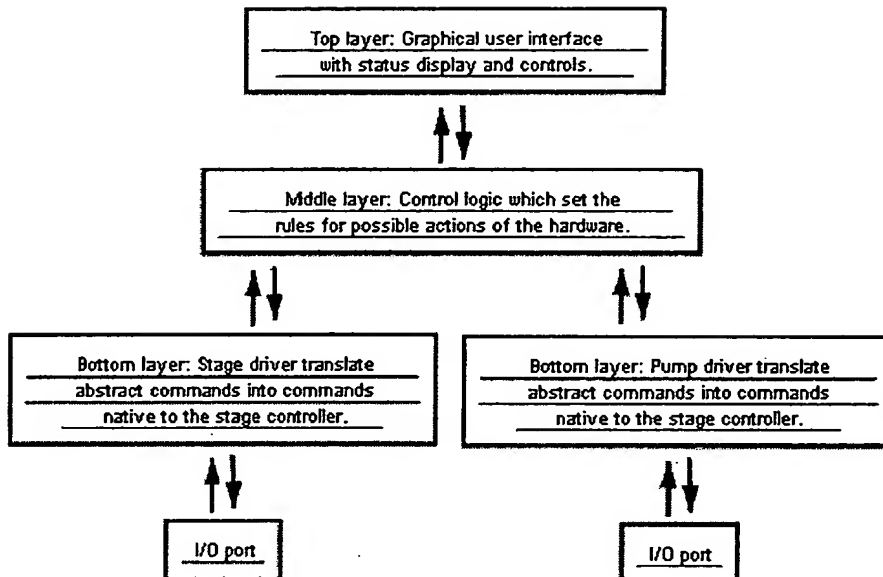 Top layer: Graphical user interface
with status display and controls.
Middle layer: Control logic which set the
rules for possible actions of the hardware.
Bottom layer: Stage driver translate
abstract commands into commands
native to the stage controller.
Bottom layer: Pump driver translate
abstract commands into commands
native to the stage controller.
I/O port
I/O port